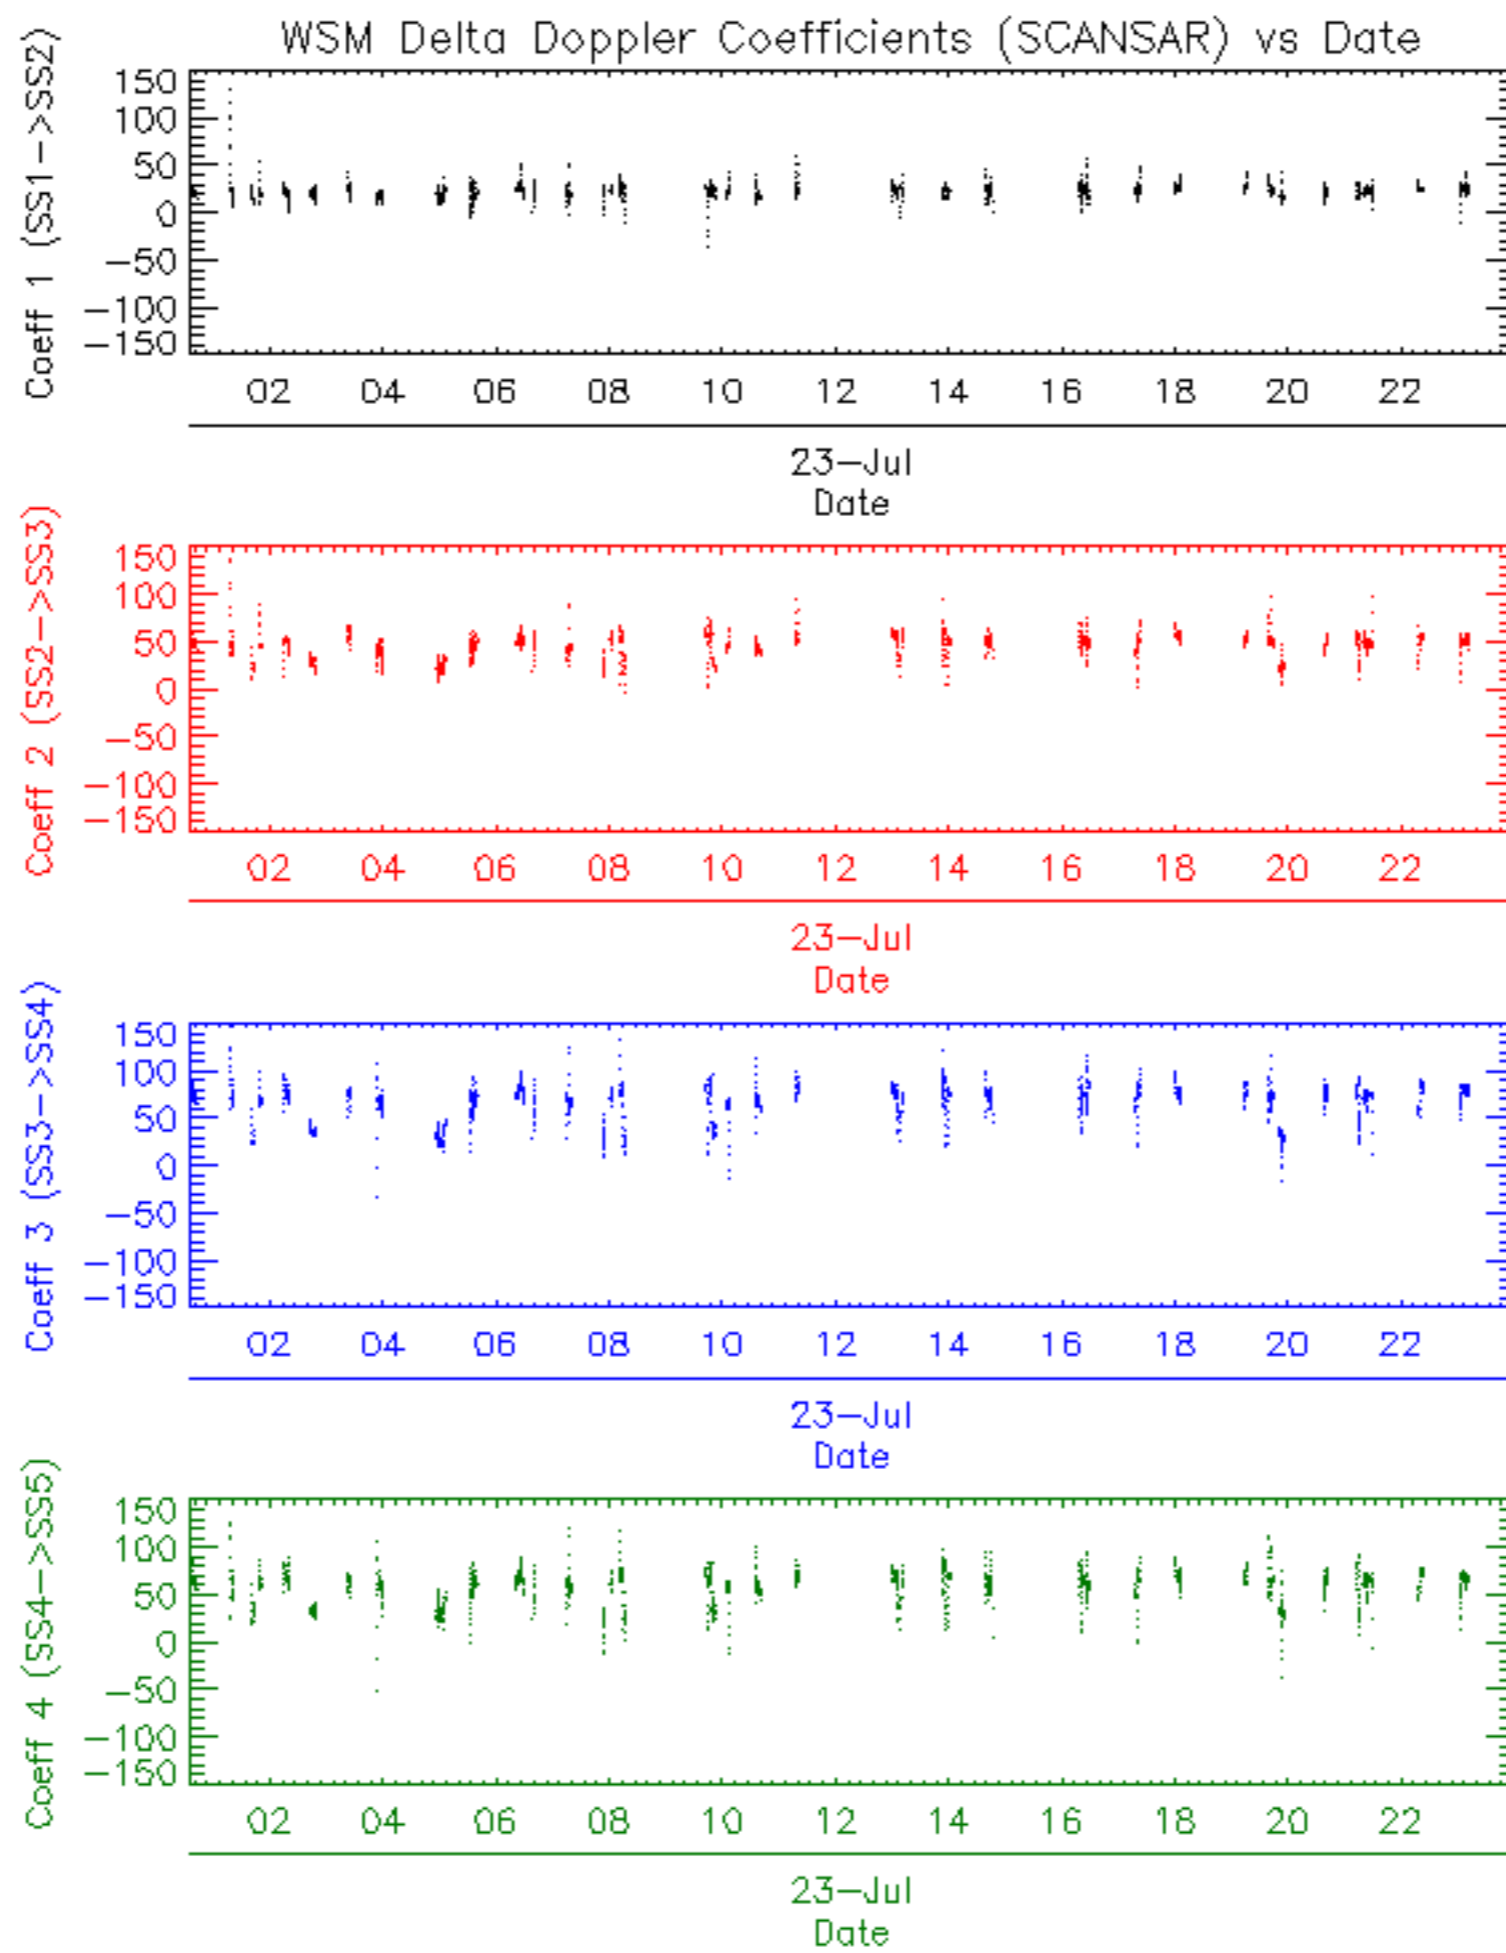 WSM Delta Doppler Coefficients (SCANSAR) vs Date
Coeff 1 (SS1->SS2)
150
100
50
0
-50
-100
-150
02 04 06 08 10 12 14 16 18 20 22
23-Jul
Date
Coeff 2 (SS2->SS3)
150
100
50
0
-50
-100
-150
02 04 06 08 10 12 14 16 18 20 22
23-Jul
Date
Coeff 3 (SS3->SS4)
150
100
50
0
-50
-100
-150
02 04 06 08 10 12 14 16 18 20 22
23-Jul
Date
Coeff 4 (SS4->SS5)
150
100
50
0
-50
-100
-150
02 04 06 08 10 12 14 16 18 20 22
23-Jul
Date